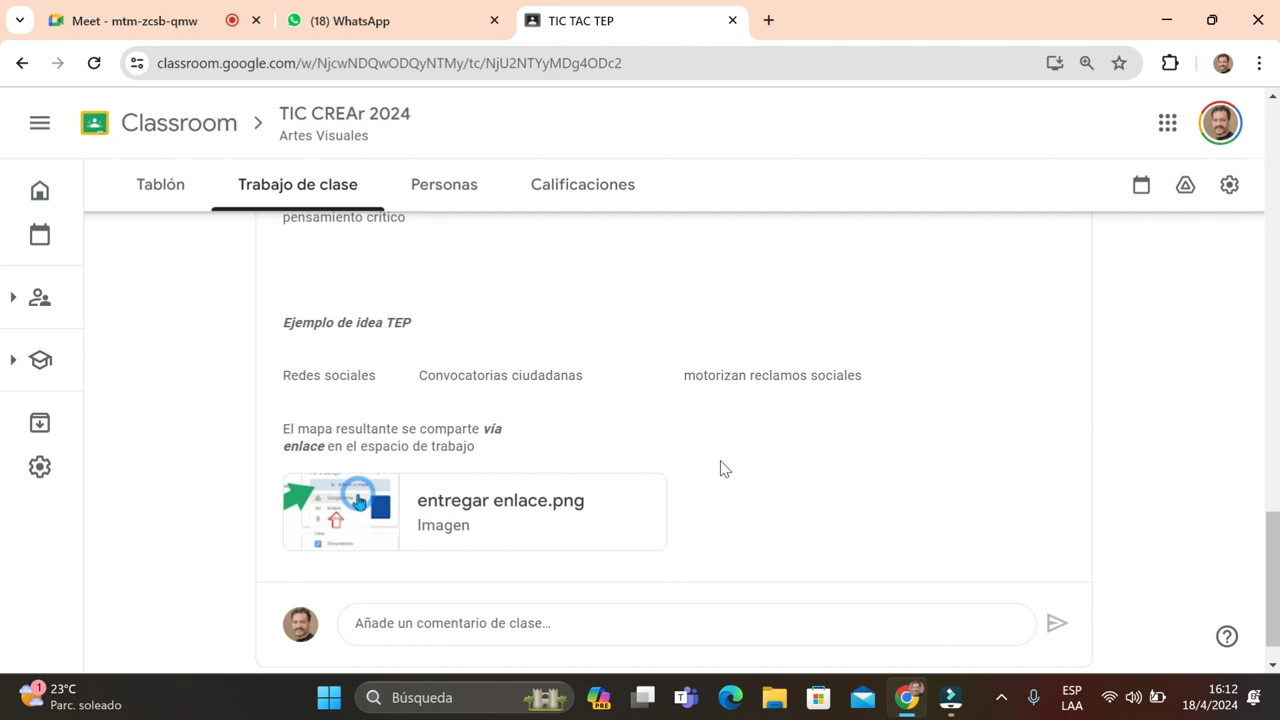 Meet - mtm-zcsb-qmw
(18) WhatsApp
TIC TAC TEP
classroom.google.com/w/NjcwNDQwODQyNTMy/tc/NjU2NTYyMDg4ODc2
Classroom
TIC CREAr 2024
Artes Visuales
Tablón
Trabajo de clase
Personas
Calificaciones
pensamiento crítico
Ejemplo de idea TEP
Redes sociales Convocatorias ciudadanas motorizan reclamos sociales
El mapa resultante se comparte vía
enlace en el espacio de trabajo
entregar enlace.png
Imagen
Documentos
Añade un comentario de clase...
1
23°C
Parc. soleado
Búsqueda
PRE
ESP
LAA
16:12
18/4/2024